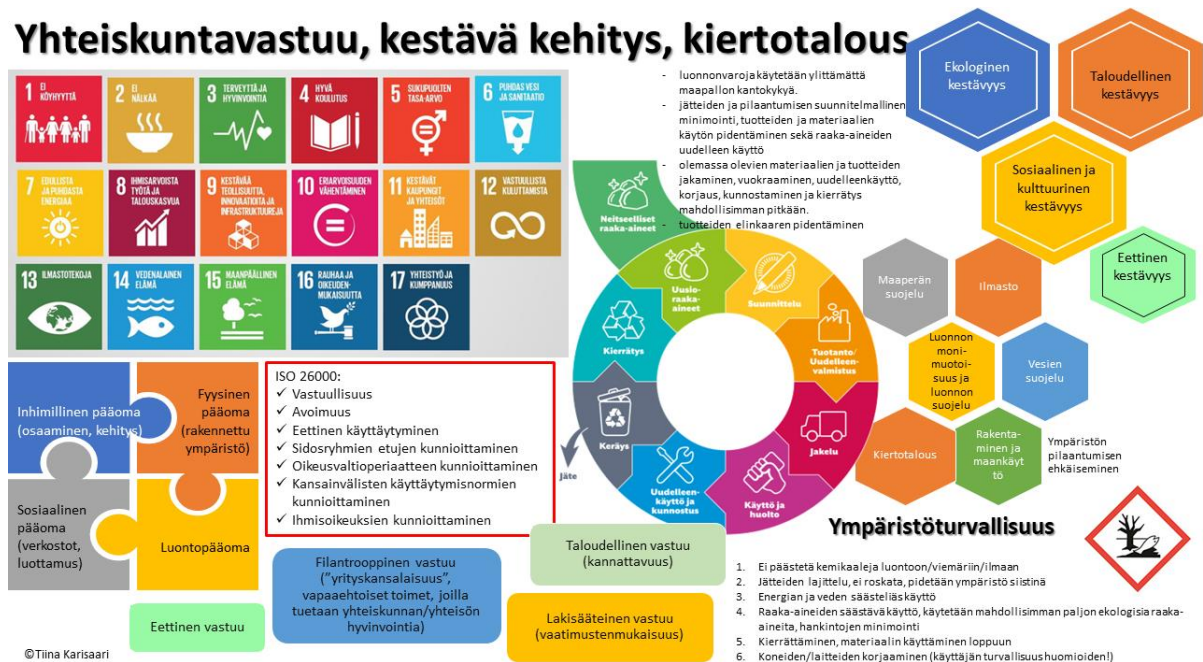 Yhteiskuntavastuu, kestävä kehitys, kiertotalous
1 EI
KÖYHYYTTÄ
2 EI
NÄLKÄÄ
3 TERVEYTTÄ JA
HYVINVOINTIA
4 HYVÄ
KOULUTUS
5 SUKUPUOLTEN
TASA-ARVO
6 PUHDAS VESI
JA SANITAATIO
7 EDULLISTA
JA PUHDASTA
ENERGIAA
8 IHMISARVOISTA
TYÖTÄ JA
TALOUSKASVUA
9 KESTÄVÄÄ
TEOLLISUUTTA,
INNOVAATIOITA JA
INFRASTRUKTUUREJA
10 ERIARVOISUUDEN
VÄHENTÄMINEN
11 KESTÄVÄT
KAUPUNGIT
JA YHTEISÖT
12 VASTUULLISTA
KULUTTAMISTA
13 ILMASTOTEKOJA
14 VEDENALAINEN
ELÄMÄ
15 MAANPÄÄLLINEN
ELÄMÄ
16 RAUHAA JA
OIKEUDEN-
MUKAISUUTTA
17 YHTEISTYÖ JA
KUMPPANUUS
- luonnonvaroja käytetään ylittämättä
maapallon kantokykyä.
- jätteiden ja pilaantumisen suunnitelmallinen
minimointi, tuotteiden ja materiaalien
käytön pidentäminen sekä raaka-aineiden
uudelleen käyttö
- olemassa olevien materiaalien ja tuotteiden
jakaminen, vuokraaminen, uudelleenkäyttö,
korjaus, kunnostaminen ja kierrätys
mahdollisimman pitkään.
- tuotteiden elinkaaren pidentäminen
Ekologinen
kestävyys
Taloudellinen
kestävyys
Sosiaalinen ja
kulttuurinen
kestävyys
Eettinen
kestävyys
Neitseelliset
raaka-aineet
Uusio-
raaka-
aineet
Suunnittelu
Tuotanto/
Uudelleen-
valmistus
Jakelu
Käyttö ja
huolto
Uudelleen-
käyttö ja
kunnostus
Keräys
Jäte
Kierrätys
Maaperän
suojelu
Ilmasto
Luonnon
moni-
muotoi-
suus ja
luonnon
suojelu
Vesien
suojelu
Kiertotalous
Rakenta-
minen ja
maankäyt
tö
Ympäristön
pilaantumisen
ehkäiseminen
Inhimillinen pääoma
(osaaminen, kehitys)
Fyysinen
pääoma
(rakennettu
ympäristö)
Sosiaalinen
pääoma
(verkostot,
luottamus)
Luontopääoma
ISO 26000:
✓ Vastuullisuus
✓ Avoimuus
✓ Eettinen käyttäytyminen
✓ Sidosryhmien etujen kunnioittaminen
✓ Oikeusvaltioperiaatteen kunnioittaminen
✓ Kansainvälisten käyttäytymisnormien
kunnioittaminen
✓ Ihmisoikeuksien kunnioittaminen
Eettinen vastuu
Filantrooppinen vastuu
("yrityskansalaisuus",
vapaaehtoiset toimet, joilla
tuetaan yhteiskunnan/yhteisön
hyvinvointia)
Taloudellinen vastuu
(kannattavuus)
Lakisääteinen vastuu
(vaatimustenmukaisuus)
Ympäristöturvallisuus
1. Ei päästetä kemikaaleja luontoon/viemäriin/ilmaan
2. Jätteiden lajittelu, ei roskata, pidetään ympäristö siistinä
3. Energian ja veden säästeliäs käyttö
4. Raaka-aineiden säästävä käyttö, käytetään mahdollisimman paljon ekologisia raaka-
aineita, hankintojen minimointi
5. Kierrättäminen, materiaalin käyttäminen loppuun
6. Koneiden/laitteiden korjaaminen (käyttäjän turvallisuus huomioiden!)
©Tiina Karisaari